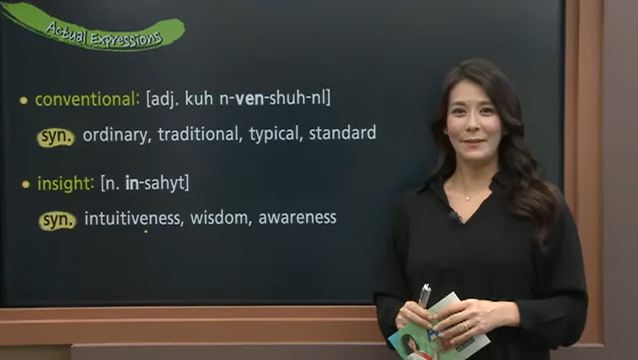 Actual Expressions
conventional: [adj. kuh n-ven-shuh-nl]
syn. ordinary, traditional, typical, standard
insight: [n. in-sahyt]
syn. intuitiveness, wisdom, awareness